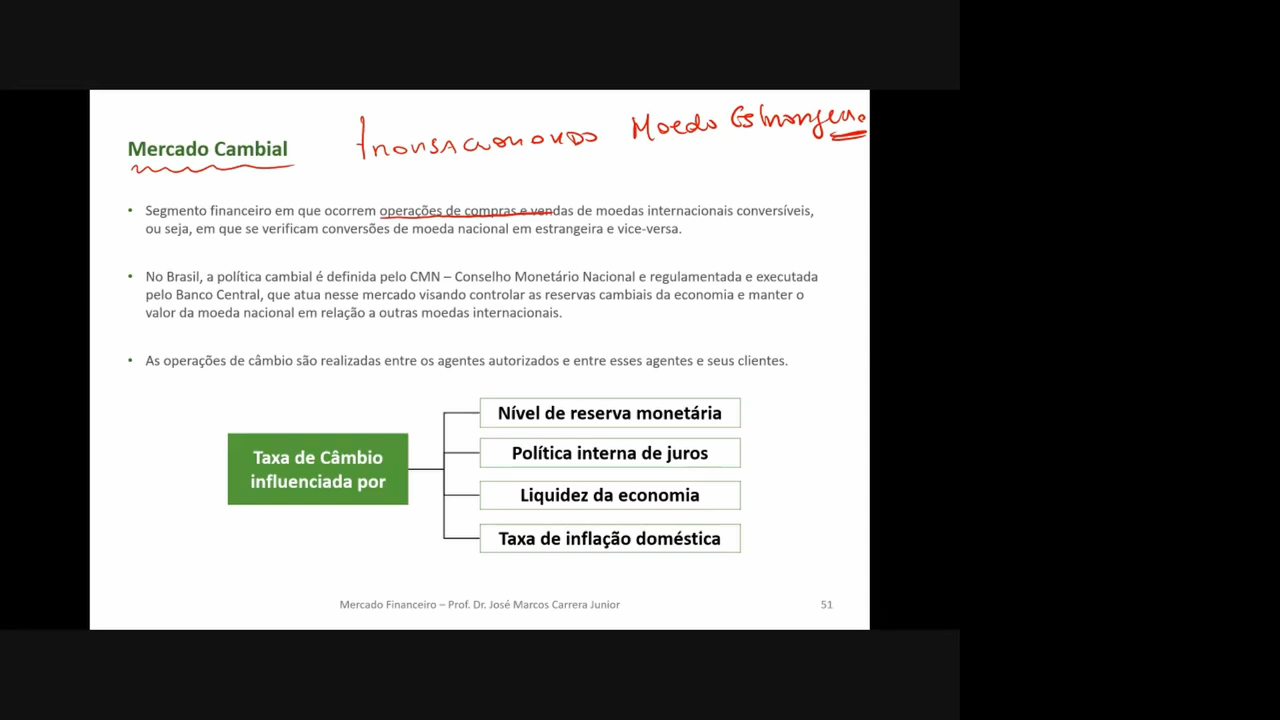 Transacionando Moeda Estrangeira
Mercado Cambial
• Segmento financeiro em que ocorrem operações de compras e vendas de moedas internacionais conversíveis,
ou seja, em que se verificam conversões de moeda nacional em estrangeira e vice-versa.
• No Brasil, a política cambial é definida pelo CMN – Conselho Monetário Nacional e regulamentada e executada
pelo Banco Central, que atua nesse mercado visando controlar as reservas cambiais da economia e manter o
valor da moeda nacional em relação a outras moedas internacionais.
• As operações de câmbio são realizadas entre os agentes autorizados e entre esses agentes e seus clientes.
Taxa de Câmbio
influenciada por
Nível de reserva monetária
Política interna de juros
Liquidez da economia
Taxa de inflação doméstica
Mercado Financeiro – Prof. Dr. José Marcos Carrera Junior
51